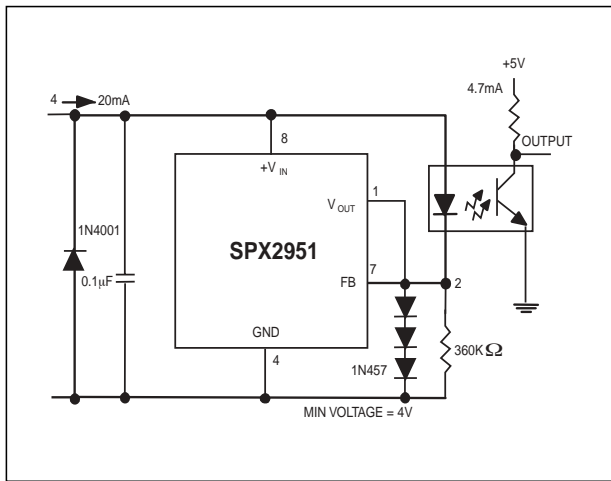 +5V
4.7mA
4 20mA
OUTPUT
8
+V IN
1
V OUT
1N4001
SPX2951
7
FB
2
0.1µF
GND
360KΩ
4
1N457
MIN VOLTAGE = 4V